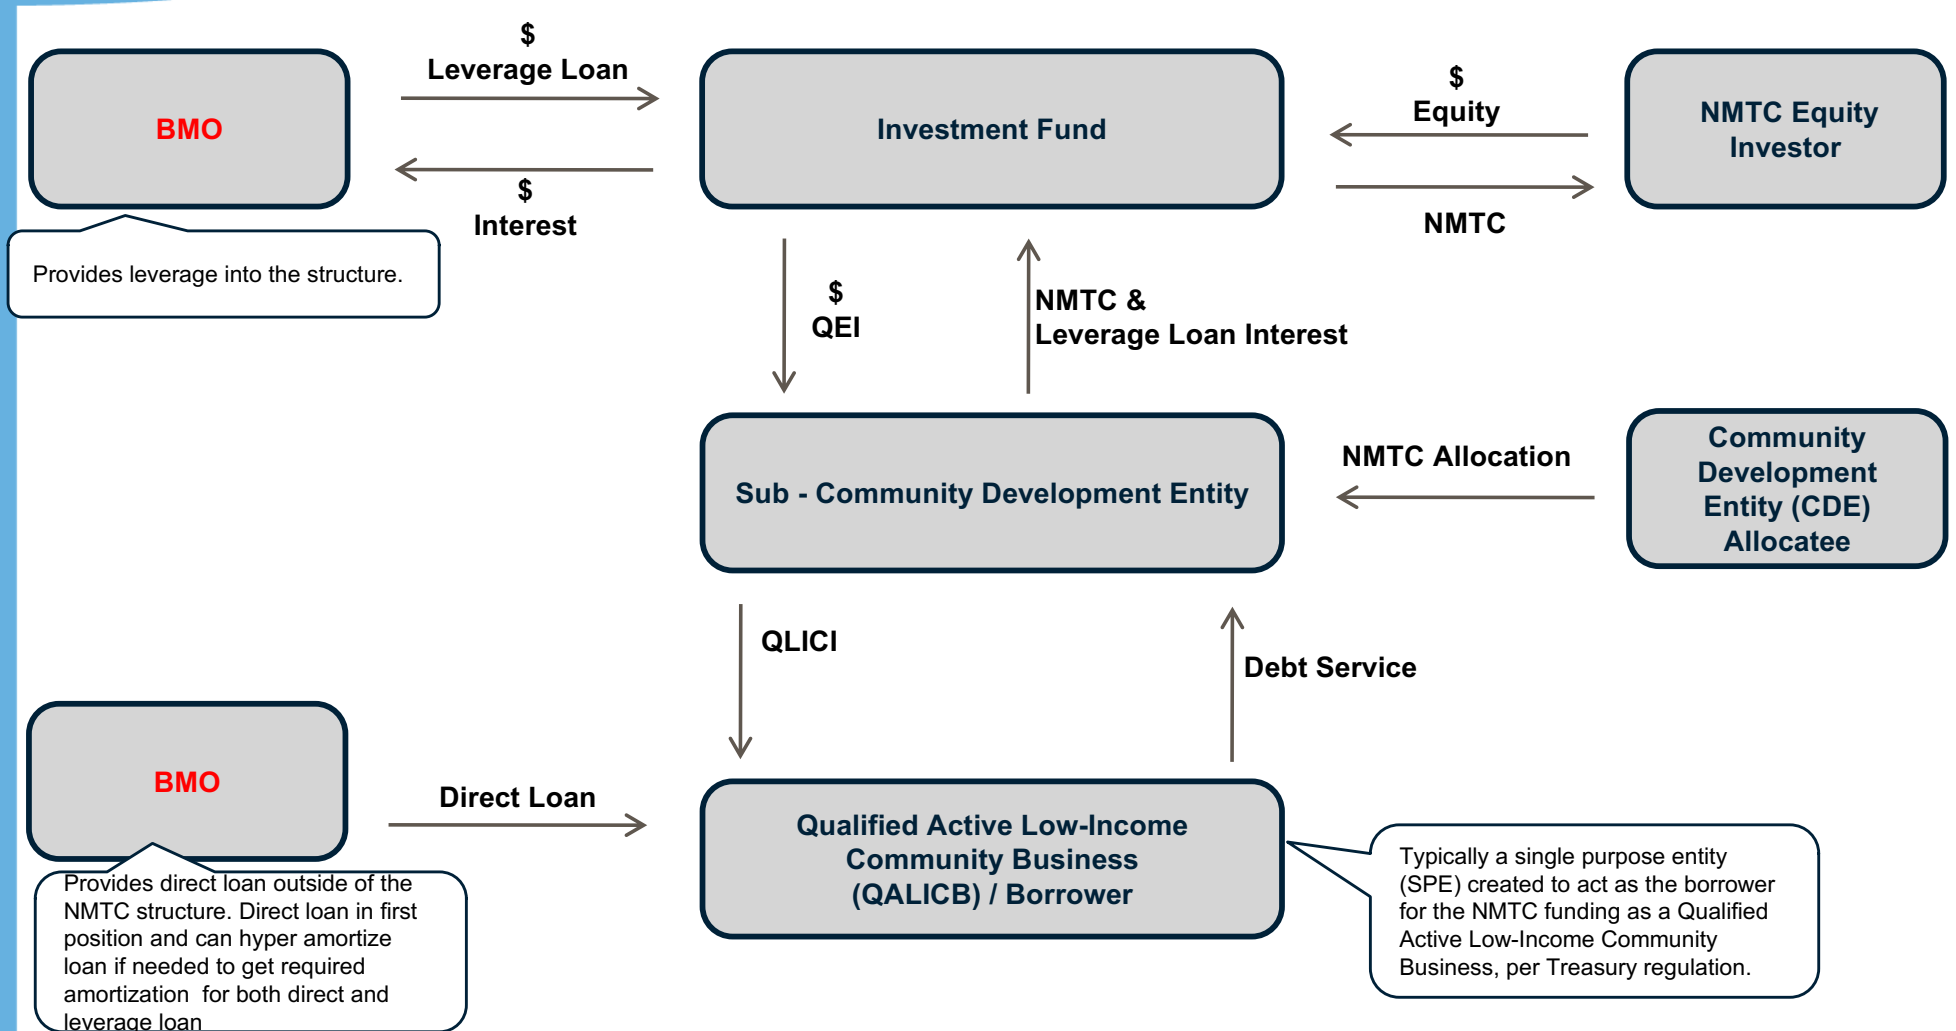 $
Leverage Loan
BMO
Investment Fund
$
Equity
NMTC Equity
Investor
$
Interest
NMTC
Provides leverage into the structure.
$
QEI
NMTC &
Leverage Loan Interest
Sub - Community Development Entity
NMTC Allocation
Community
Development
Entity (CDE)
Allocatee
QLICI
Debt Service
BMO
Direct Loan
Qualified Active Low-Income
Community Business
(QALICB) / Borrower
Provides direct loan outside of the
NMTC structure. Direct loan in first
position and can hyper amortize
loan if needed to get required
amortization  for both direct and
leverage loan
Typically a single purpose entity
(SPE) created to act as the borrower
for the NMTC funding as a Qualified
Active Low-Income Community
Business, per Treasury regulation.